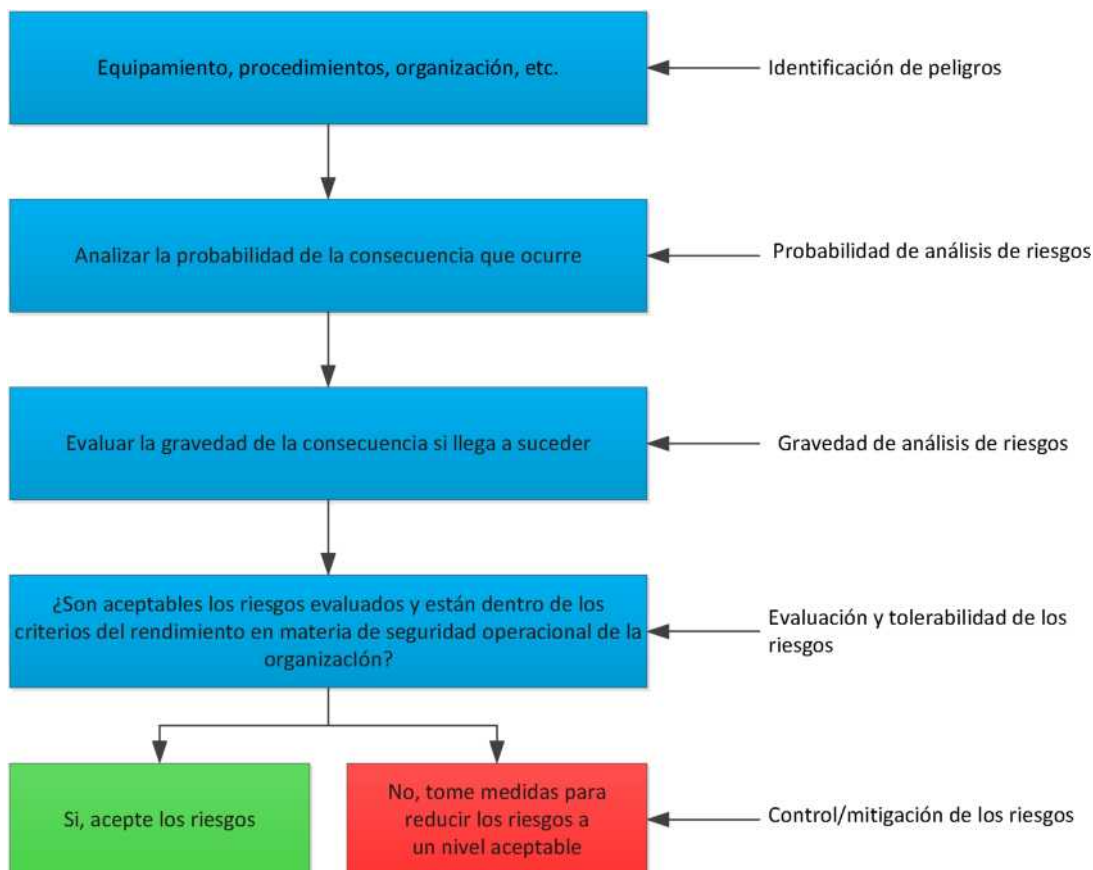 Equipamiento, procedimientos, organización, etc.
Identificación de peligros
Analizar la probabilidad de la consecuencia que ocurre
Probabilidad de análisis de riesgos
Evaluar la gravedad de la consecuencia si llega a suceder
Gravedad de análisis de riesgos
¿Son aceptables los riesgos evaluados y están dentro de los
criterios del rendimiento en materia de seguridad operacional de la
organización?
Evaluación y tolerabilidad de los
riesgos
Si, acepte los riesgos
No, tome medidas para
reducir los riesgos a
un nivel aceptable
Control/mitigación de los riesgos